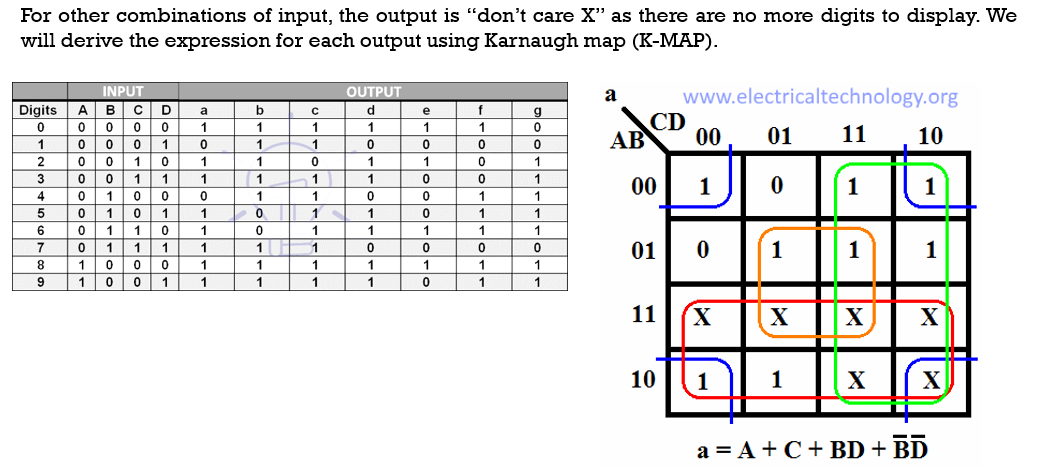 For other combinations of input, the output is “don’t care X” as there are no more digits to display. We
will derive the expression for each output using Karnaugh map (K-MAP).
INPUT OUTPUT
Digits A B C D a b c d e f g
0 0 0 0 0 1 1 1 1 1 1 0
1 0 0 0 1 0 1 1 0 0 0 0
2 0 0 1 0 1 1 0 1 1 0 1
3 0 0 1 1 1 1 1 1 0 0 1
4 0 1 0 0 0 1 1 0 0 1 1
5 0 1 0 1 1 0 1 1 0 1 1
6 0 1 1 0 1 0 1 1 1 1 1
7 0 1 1 1 1 1 1 0 0 0 0
8 1 0 0 0 1 1 1 1 1 1 1
9 1 0 0 1 1 1 1 1 0 1 1
a www.electricaltechnology.org
CD
AB 00 01 11 10
00 1 0 1 1
01 0 1 1 1
11 X X X X
10 1 1 X X
a = A + C + BD + B̅D̅